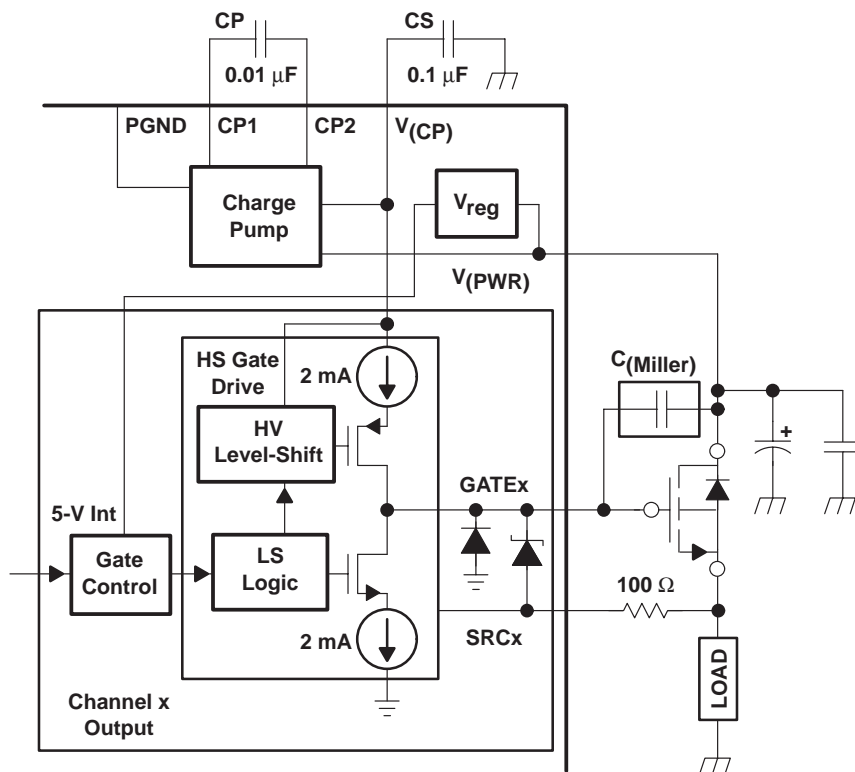 CP
CS
0.01 μF
0.1 μF
PGND
CP1
CP2
V(CP)
Charge
Pump
Vreg
V(PWR)
HS Gate
Drive
2 mA
C(Miller)
HV
Level-Shift
GATEx
5-V Int
Gate
Control
LS
Logic
100 Ω
2 mA
SRCx
LOAD
Channel x
Output
+